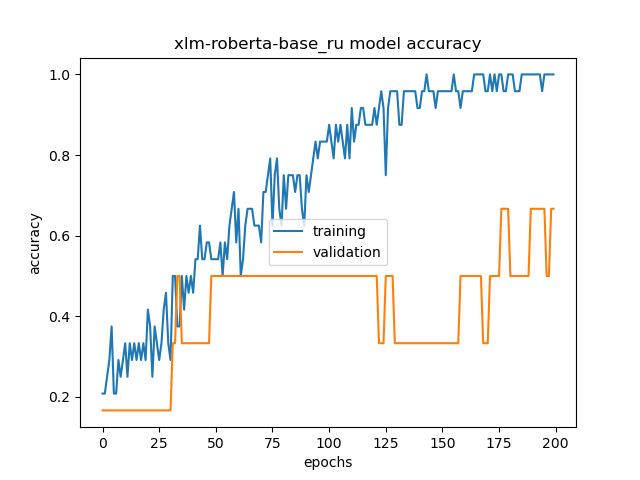 xlm-roberta-base_ru model accuracy
1.0
0.8
0.6
0.4
0.2
accuracy
training
validation
0 25 50 75 100 125 150 175 200
epochs